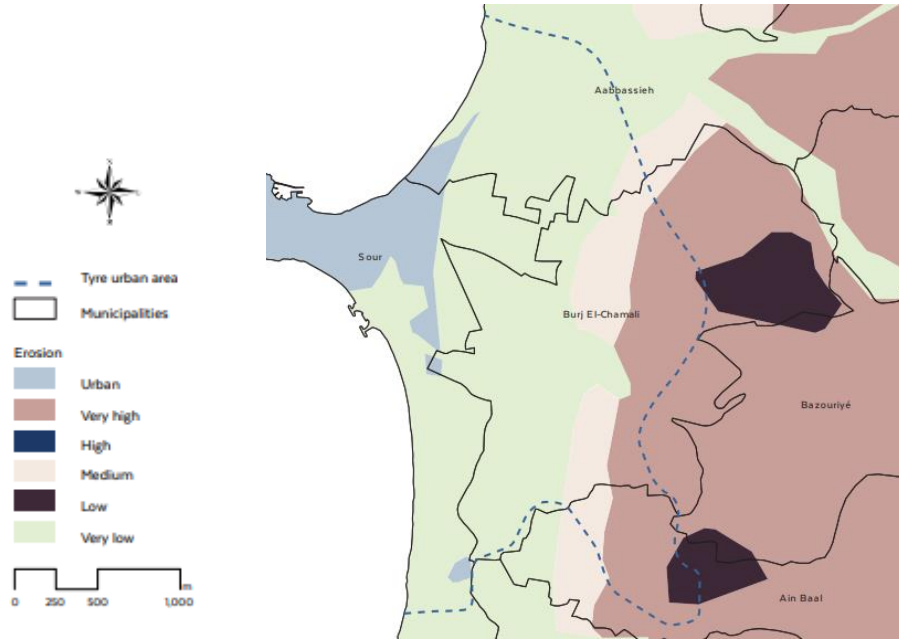 Aabbassieh
Sour
Burj El-Chamali
Bazouriyé
Ain Baal
N
Tyre urban area
Municipalities
Erosion
Urban
Very high
High
Medium
Low
Very low
m
0 250 500 1,000